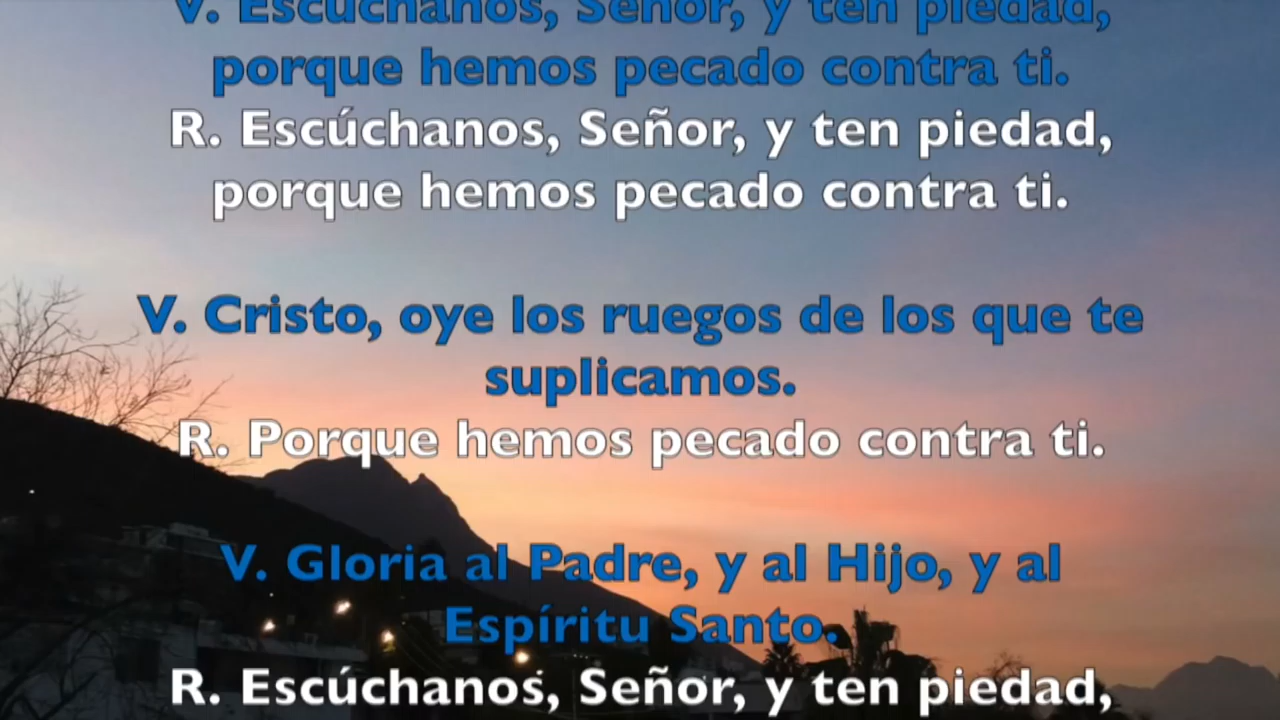 V. Escúchanos, Señor, y ten piedad,
porque hemos pecado contra ti.
R. Escúchanos, Señor, y ten piedad,
porque hemos pecado contra ti.
V. Cristo, oye los ruegos de los que te
suplicamos.
R. Porque hemos pecado contra ti.
V. Gloria al Padre, y al Hijo, y al
Espíritu Santo.
R. Escúchanos, Señor, y ten piedad,